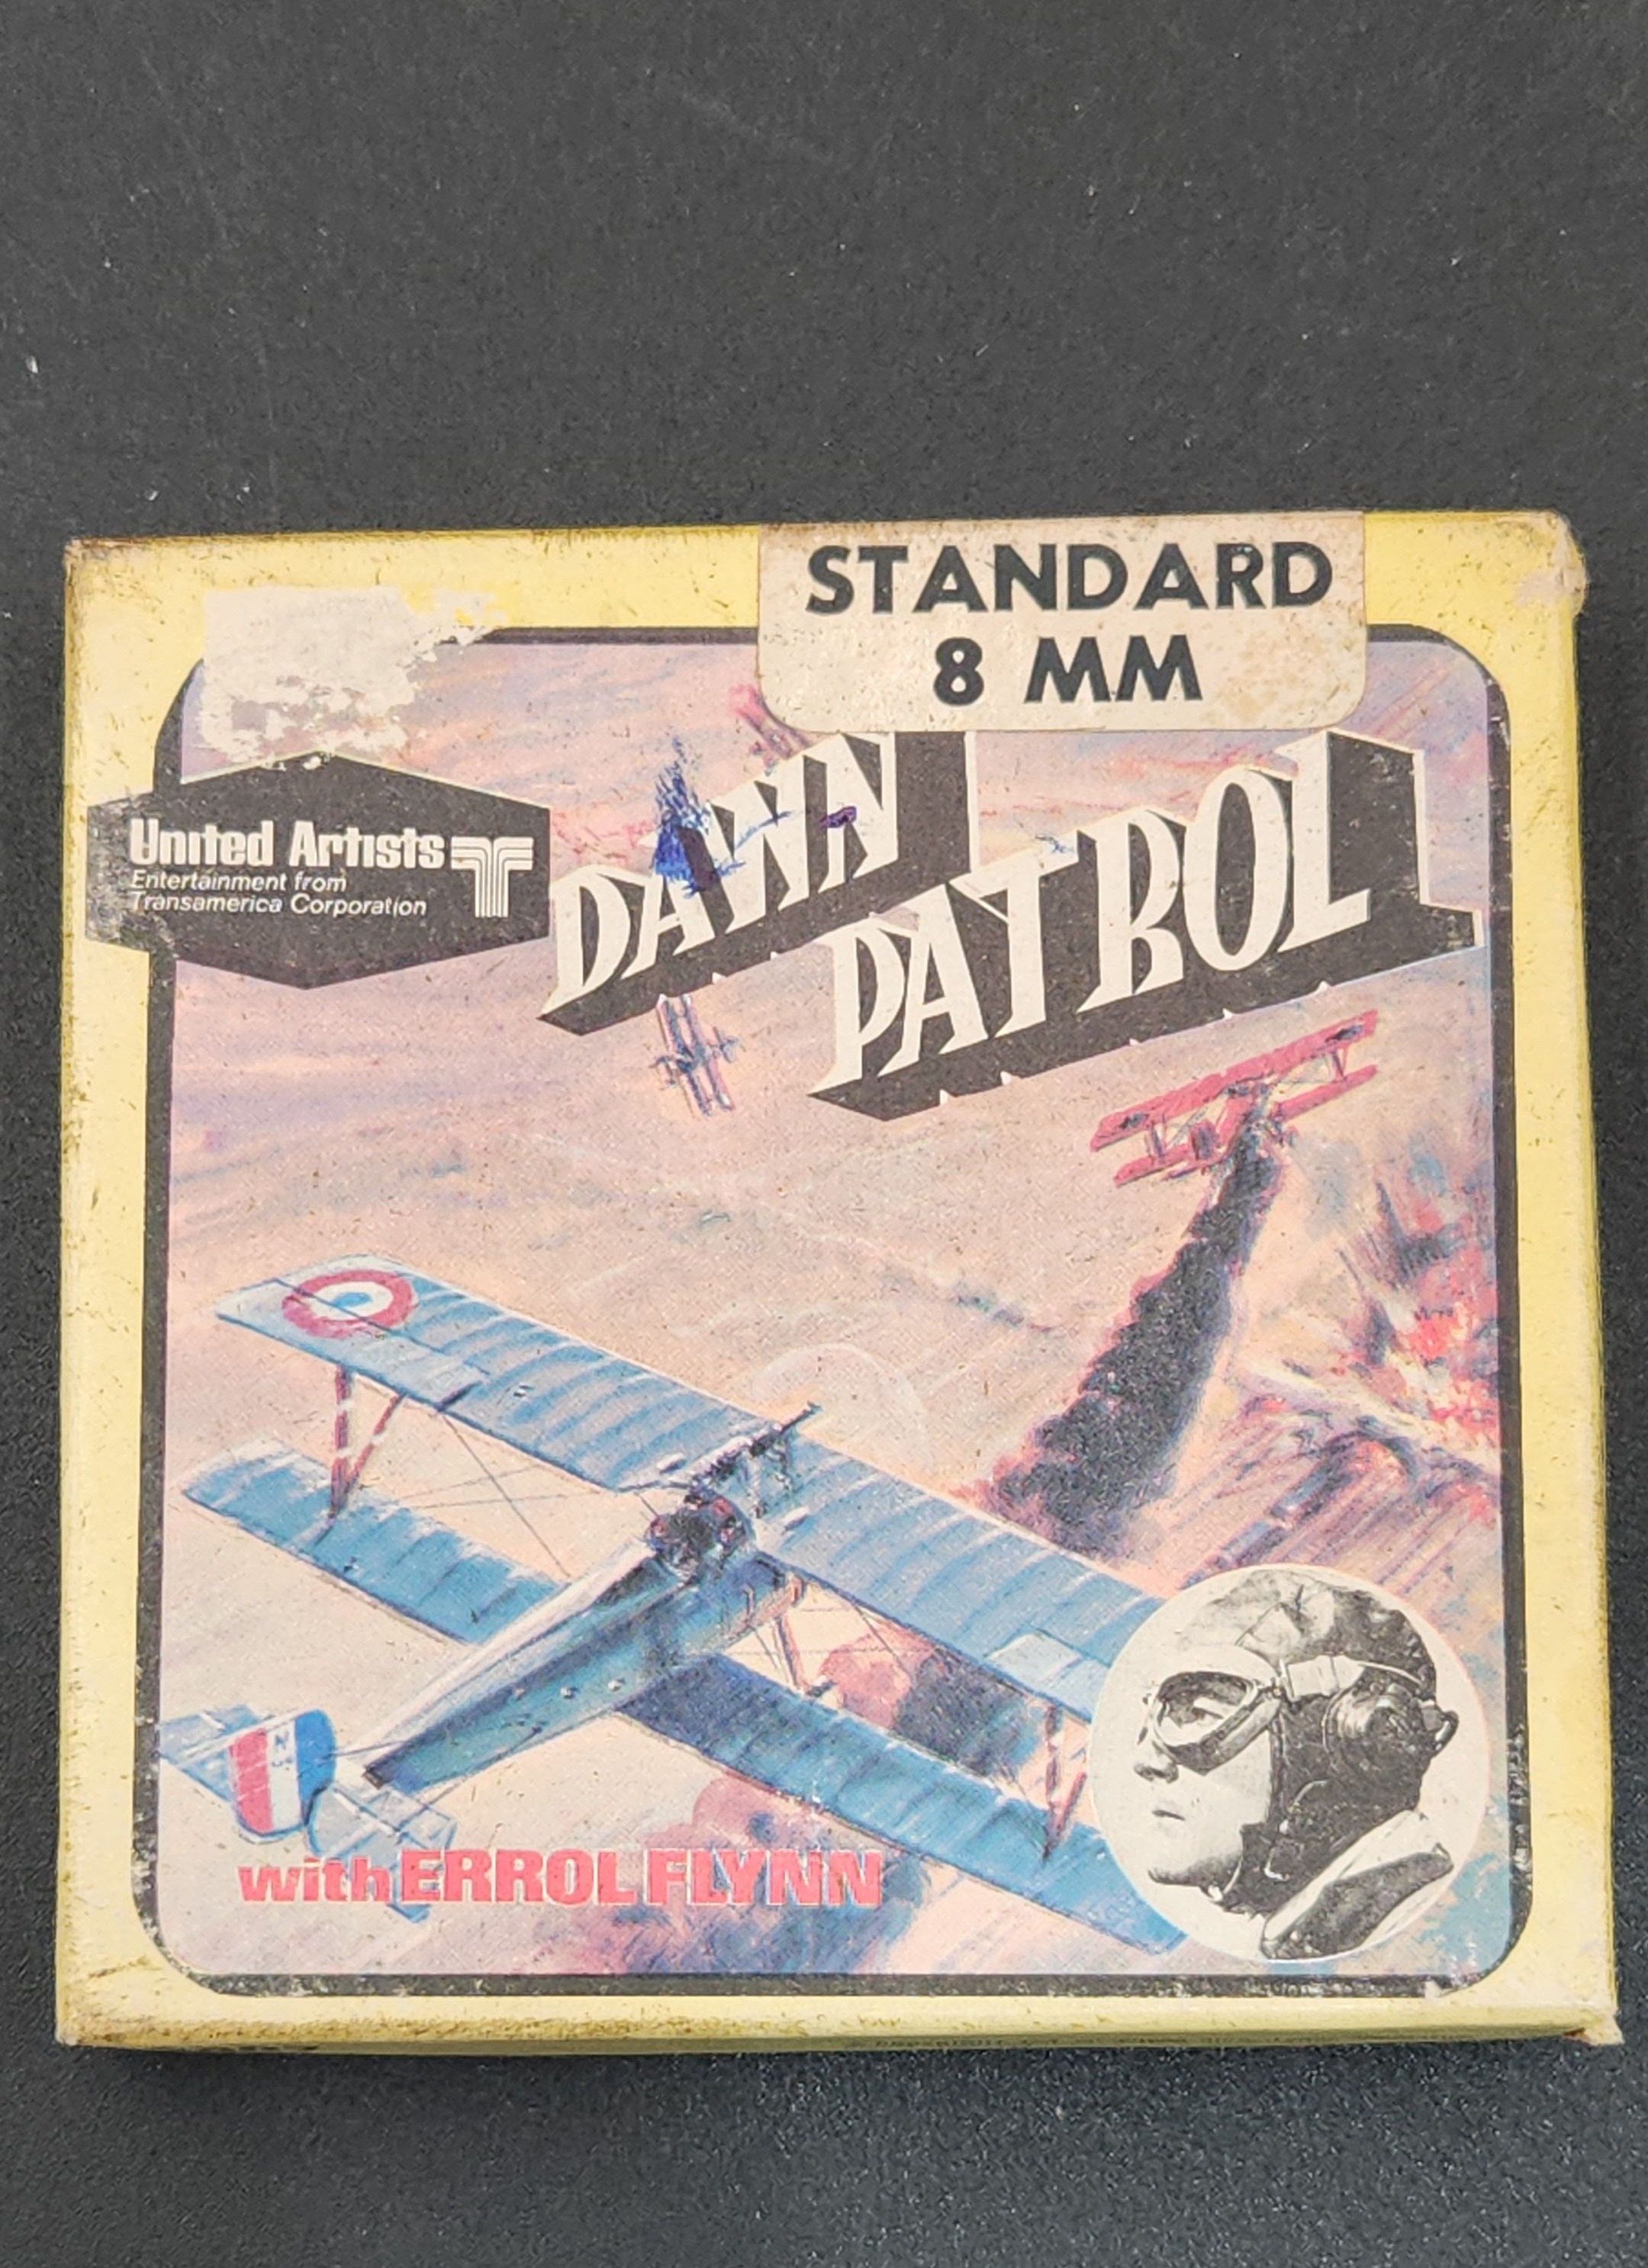 STANDARD
8 MM
United Artists
Entertainment from
Transamerica Corporation
DAWN
PATROL
with ERROL FLYNN